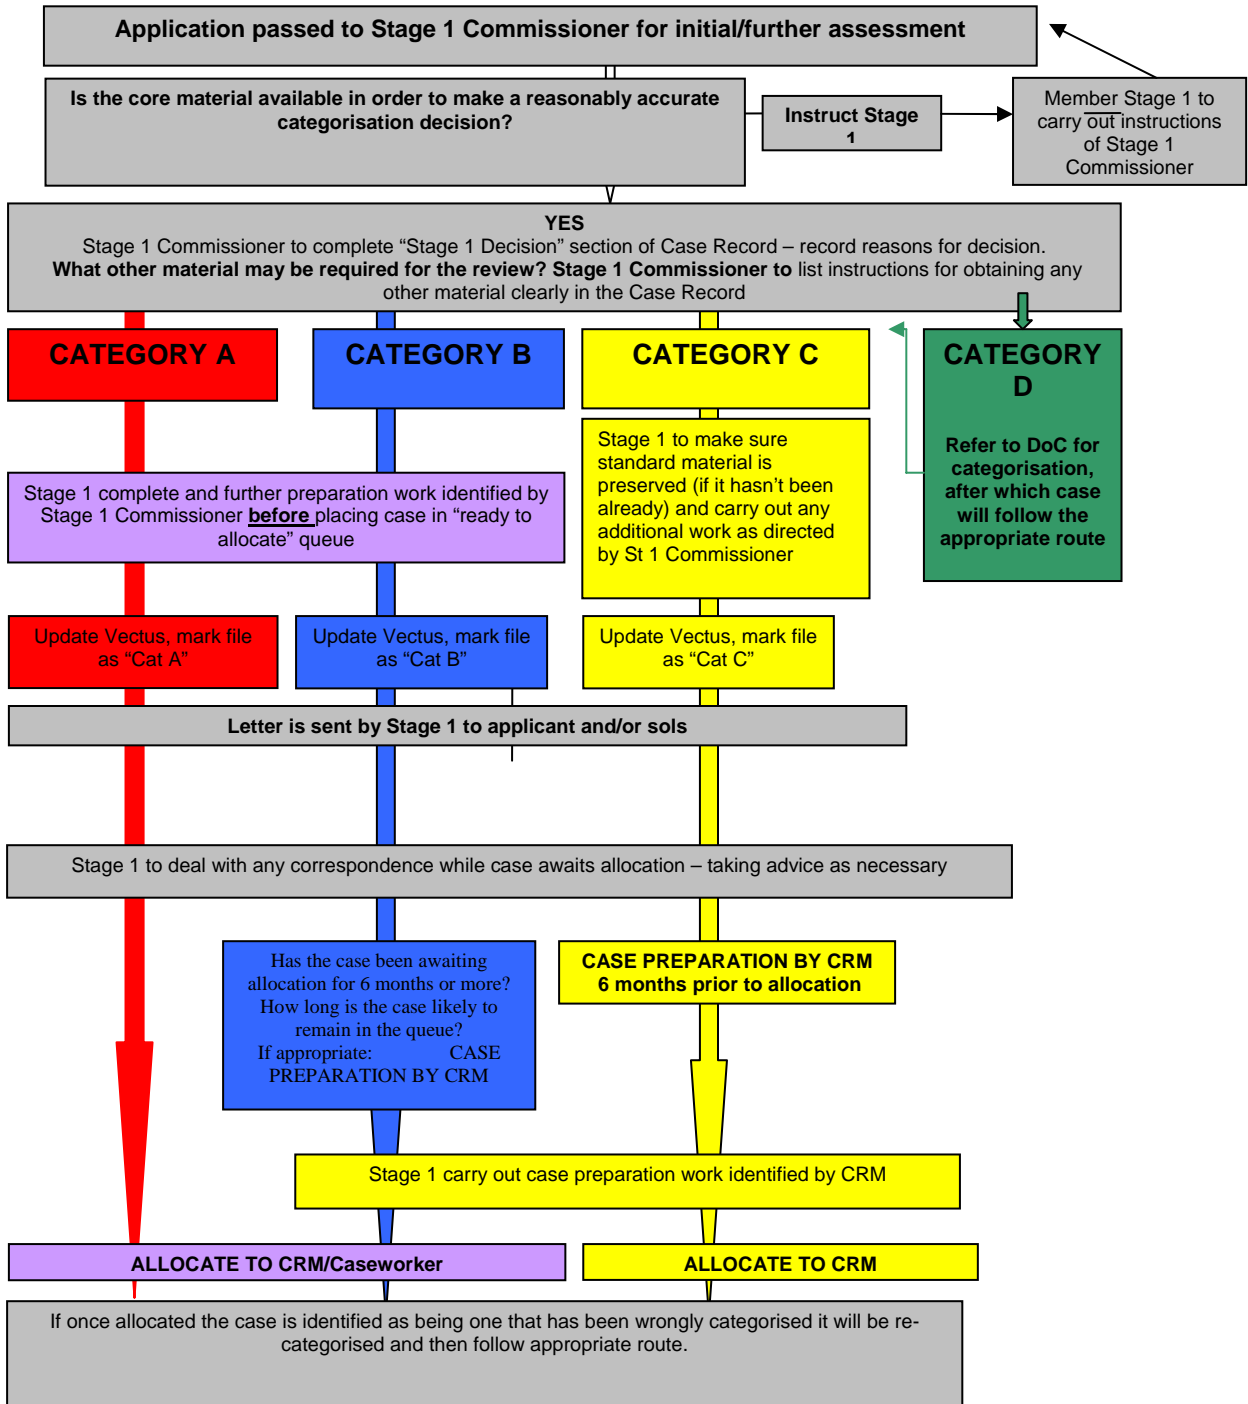 Application passed to Stage 1 Commissioner for initial/further assessment
Is the core material available in order to make a reasonably accurate
categorisation decision?
Instruct Stage
1
Member Stage 1 to
carry out instructions
of Stage 1
Commissioner
YES
Stage 1 Commissioner to complete “Stage 1 Decision” section of Case Record – record reasons for decision.
What other material may be required for the review? Stage 1 Commissioner to list instructions for obtaining any
other material clearly in the Case Record
CATEGORY A
CATEGORY B
CATEGORY C
CATEGORY
D
Refer to DoC for
categorisation,
after which case
will follow the
appropriate route
Stage 1 to make sure
standard material is
preserved (if it hasn’t been
already) and carry out any
additional work as directed
by St 1 Commissioner
Stage 1 complete and further preparation work identified by
Stage 1 Commissioner before placing case in “ready to
allocate” queue
Update Vectus, mark file
as “Cat A”
Update Vectus, mark file
as “Cat B”
Update Vectus, mark file
as “Cat C”
Letter is sent by Stage 1 to applicant and/or sols
Stage 1 to deal with any correspondence while case awaits allocation – taking advice as necessary
Has the case been awaiting
allocation for 6 months or more?
How long is the case likely to
remain in the queue?
If appropriate: CASE
PREPARATION BY CRM
CASE PREPARATION BY CRM
6 months prior to allocation
Stage 1 carry out case preparation work identified by CRM
ALLOCATE TO CRM/Caseworker
ALLOCATE TO CRM
If once allocated the case is identified as being one that has been wrongly categorised it will be re-
categorised and then follow appropriate route.